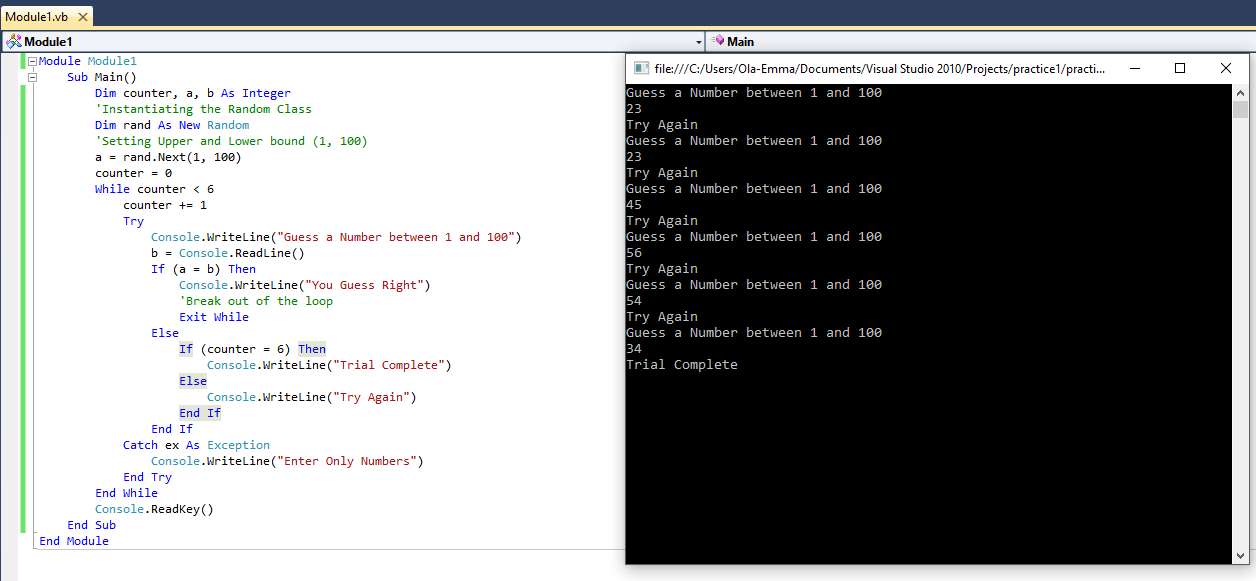 Module1.vb
Module1
Main
Module Module1
Sub Main()
Dim counter, a, b As Integer
'Instantiating the Random Class
Dim rand As New Random
'Setting Upper and Lower bound (1, 100)
a = rand.Next(1, 100)
counter = 0
While counter < 6
counter += 1
Try
Console.WriteLine("Guess a Number between 1 and 100")
b = Console.ReadLine()
If (a = b) Then
Console.WriteLine("You Guess Right")
'Break out of the loop
Exit While
Else
If (counter = 6) Then
Console.WriteLine("Trial Complete")
Else
Console.WriteLine("Try Again")
End If
End If
Catch ex As Exception
Console.WriteLine("Enter Only Numbers")
End Try
End While
Console.ReadKey()
End Sub
End Module
file:///C:/Users/Ola-Emma/Documents/Visual Studio 2010/Projects/practice1/practi...
Guess a Number between 1 and 100
23
Try Again
Guess a Number between 1 and 100
23
Try Again
Guess a Number between 1 and 100
45
Try Again
Guess a Number between 1 and 100
56
Try Again
Guess a Number between 1 and 100
54
Try Again
Guess a Number between 1 and 100
34
Trial Complete